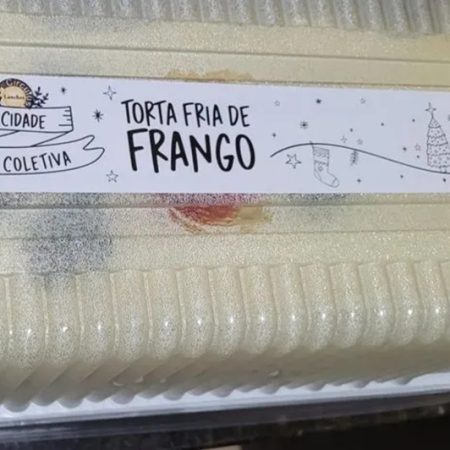 CIDADE
COLETIVA
TORTA FRIA DE
FRANGO